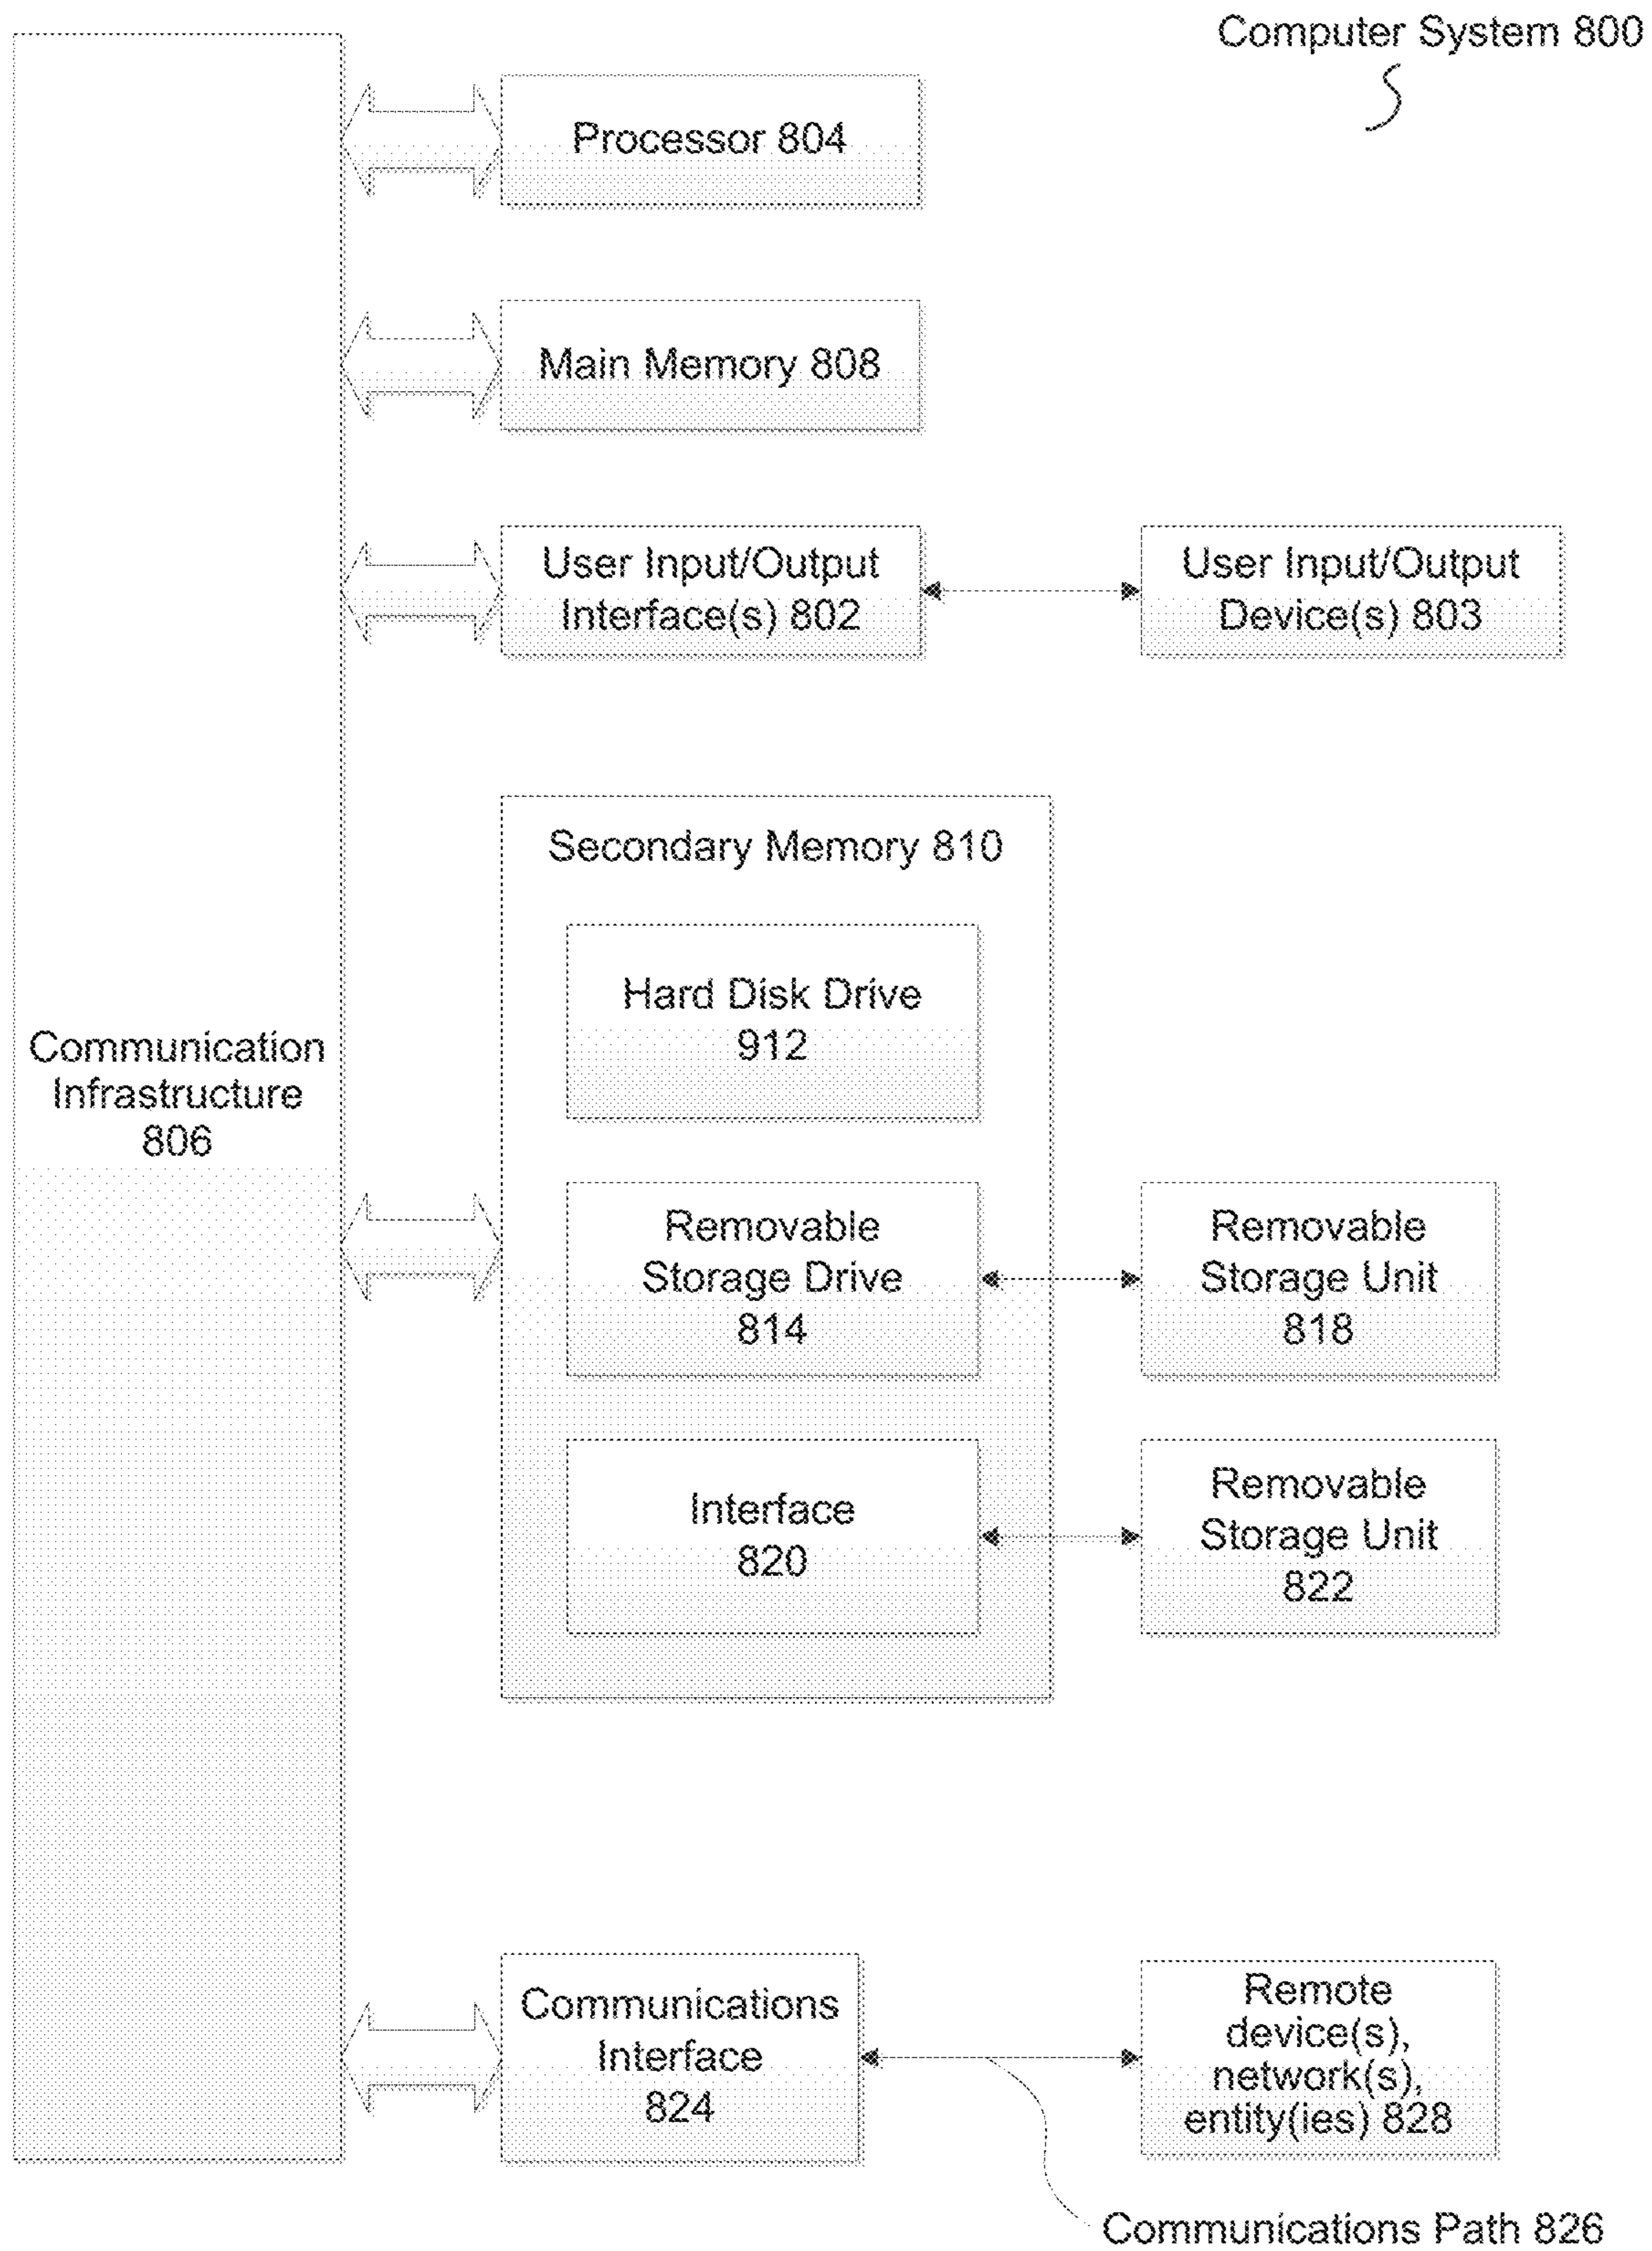 Computer System 800
Processor 804
Main Memory 808
User Input/Output
Interface(s) 802
User Input/Output
Device(s) 803
Secondary Memory 810
Hard Disk Drive
912
Communication
Infrastructure
806
Removable
Storage Drive
814
Removable
Storage Unit
818
Interface
820
Removable
Storage Unit
822
Communications
Interface
824
Remote
device(s),
network(s),
entity(ies) 828
Communications Path 826